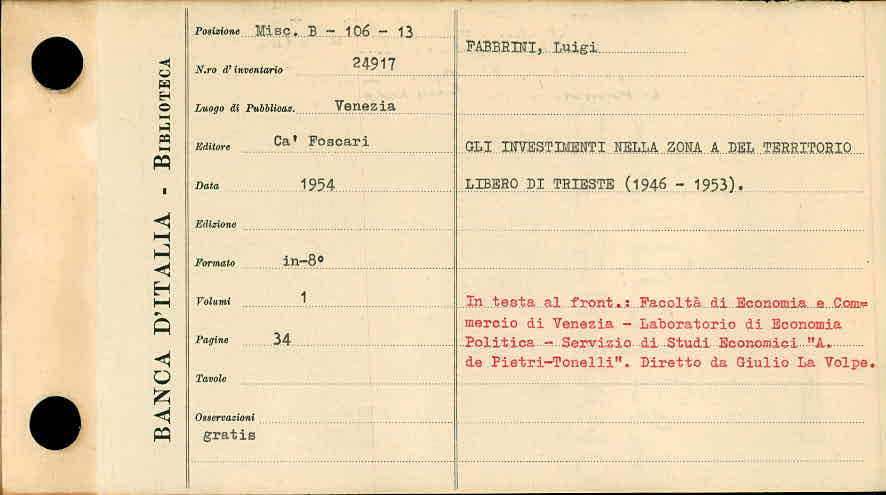 BANCA D'ITALIA - BIBLIOTECA
Posizione Misc. B - 106 - 13
N.ro d'inventario 24917
Luogo di Pubblicaz. Venezia
Editore Ca' Foscari
Data 1954
Edizione
Formato in-8°
Volumi 1
Pagine 34
Tavole
Osservazioni
gratis
FABBRINI, Luigi
GLI INVESTIMENTI NELLA ZONA A DEL TERRITORIO
LIBERO DI TRIESTE (1946 - 1953).
In testa al front.: Facoltà di Economia e Com=
mercio di Venezia - Laboratorio di Economia
Politica - Servizio di Studi Economici "A.
de Pietri-Tonelli". Diretto da Giulio La Volpe.